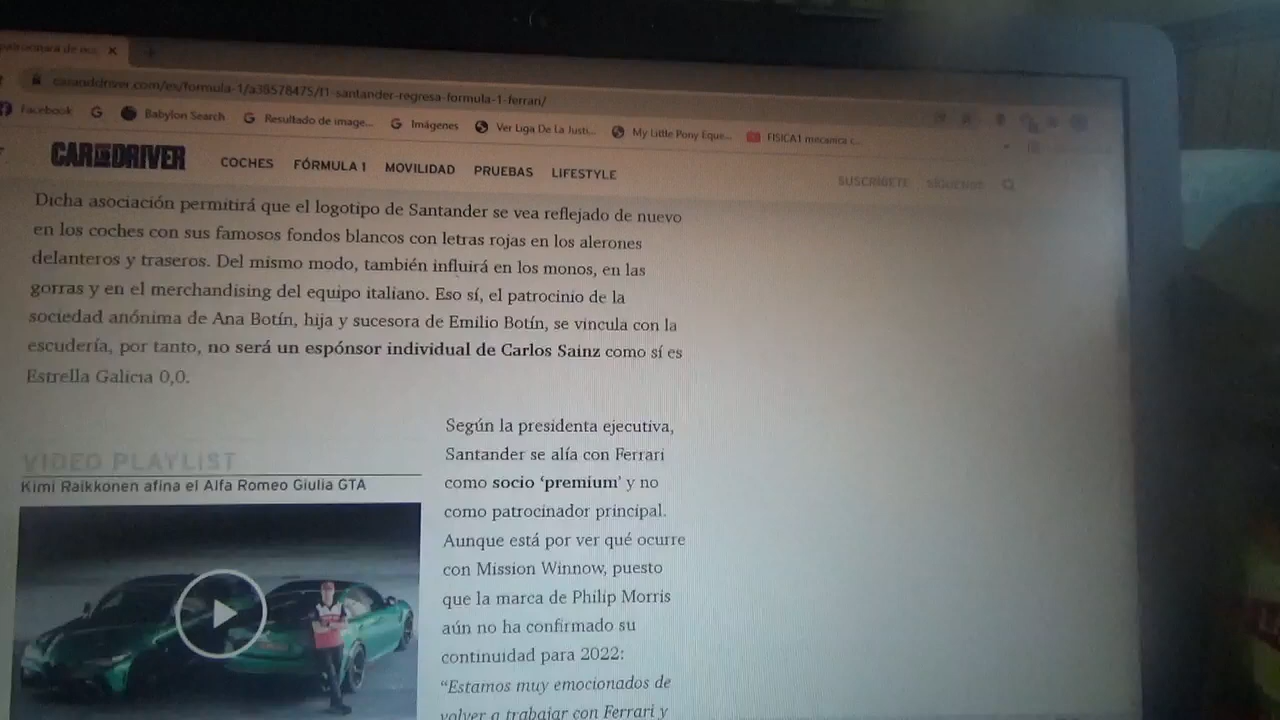 caranddriver.com/es/formula-1/a38578475/f1-santander-regresa-formula-1-ferrari/
Facebook
Babylon Search
Resultado de image...
Imágenes
Ver Liga De La Justi...
My Little Pony Eque...
FISICA1 mecanica c...
CAR AND DRIVER
COCHES
FÓRMULA 1
MOVILIDAD
PRUEBAS
LIFESTYLE
SUSCRÍBETE
SÍGUENOS
Dicha asociación permitirá que el logotipo de Santander se vea reflejado de nuevo
en los coches con sus famosos fondos blancos con letras rojas en los alerones
delanteros y traseros. Del mismo modo, también influirá en los monos, en las
gorras y en el merchandising del equipo italiano. Eso sí, el patrocinio de la
sociedad anónima de Ana Botín, hija y sucesora de Emilio Botín, se vincula con la
escudería, por tanto, no será un espónsor individual de Carlos Sainz como sí es
Estrella Galicia 0,0.
VIDEO PLAYLIST
Kimi Raikkonen afina el Alfa Romeo Giulia GTA
Según la presidenta ejecutiva,
Santander se alía con Ferrari
como socio ‘premium’ y no
como patrocinador principal.
Aunque está por ver qué ocurre
con Mission Winnow, puesto
que la marca de Philip Morris
aún no ha confirmado su
continuidad para 2022:
“Estamos muy emocionados de
volver a trabajar con Ferrari y